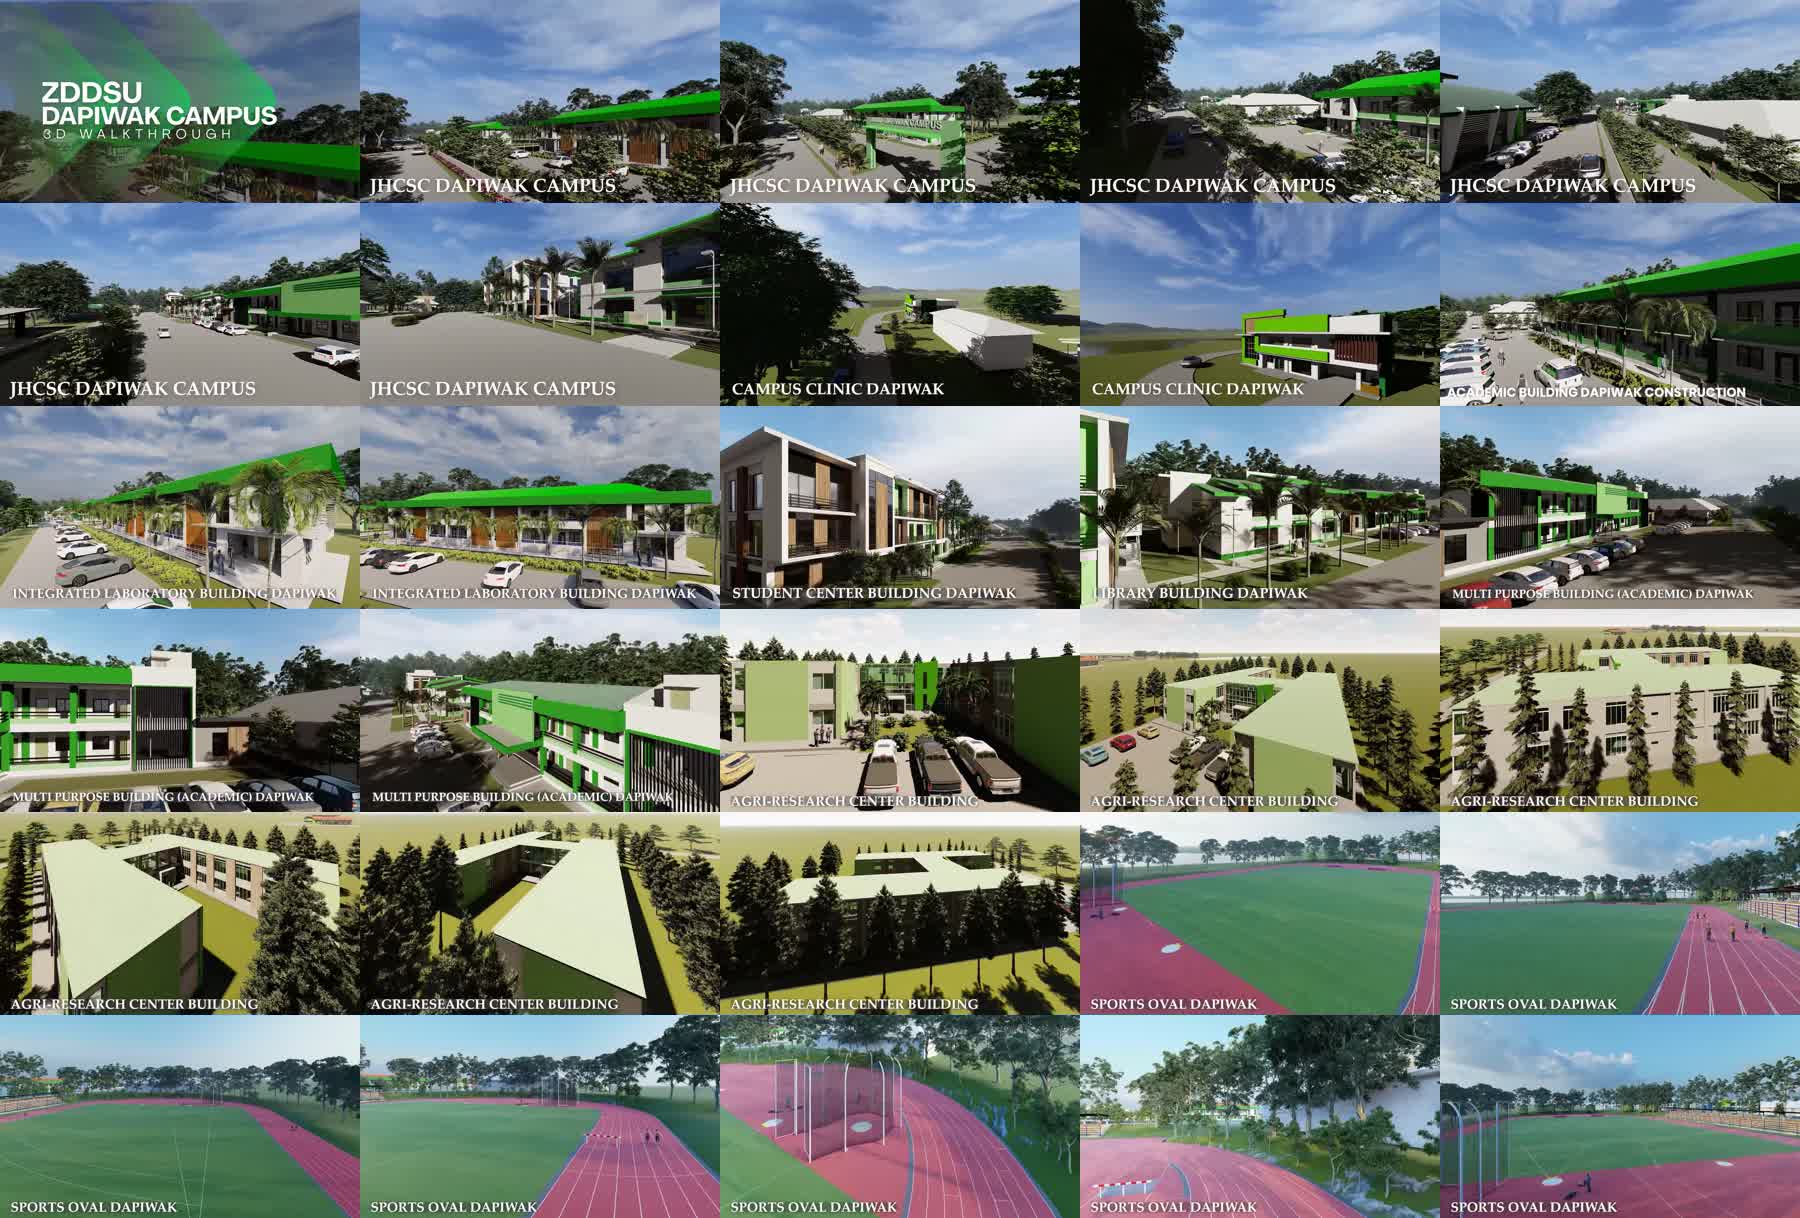 ZDDSU
DAPIWAK CAMPUS
3D WALKTHROUGH
JHCSC DAPIWAK CAMPUS
JHCSC DAPIWAK CAMPUS
JHCSC DAPIWAK CAMPUS
JHCSC DAPIWAK CAMPUS
JHCSC DAPIWAK CAMPUS
JHCSC DAPIWAK CAMPUS
CAMPUS CLINIC DAPIWAK
CAMPUS CLINIC DAPIWAK
ACADEMIC BUILDING DAPIWAK CONSTRUCTION
INTEGRATED LABORATORY BUILDING DAPIWAK
INTEGRATED LABORATORY BUILDING DAPIWAK
STUDENT CENTER BUILDING DAPIWAK
LIBRARY BUILDING DAPIWAK
MULTI PURPOSE BUILDING (ACADEMIC) DAPIWAK
MULTI PURPOSE BUILDING (ACADEMIC) DAPIWAK
MULTI PURPOSE BUILDING (ACADEMIC) DAPIWAK
AGRI-RESEARCH CENTER BUILDING
AGRI-RESEARCH CENTER BUILDING
AGRI-RESEARCH CENTER BUILDING
AGRI-RESEARCH CENTER BUILDING
AGRI-RESEARCH CENTER BUILDING
AGRI-RESEARCH CENTER BUILDING
SPORTS OVAL DAPIWAK
SPORTS OVAL DAPIWAK
SPORTS OVAL DAPIWAK
SPORTS OVAL DAPIWAK
SPORTS OVAL DAPIWAK
SPORTS OVAL DAPIWAK
SPORTS OVAL DAPIWAK